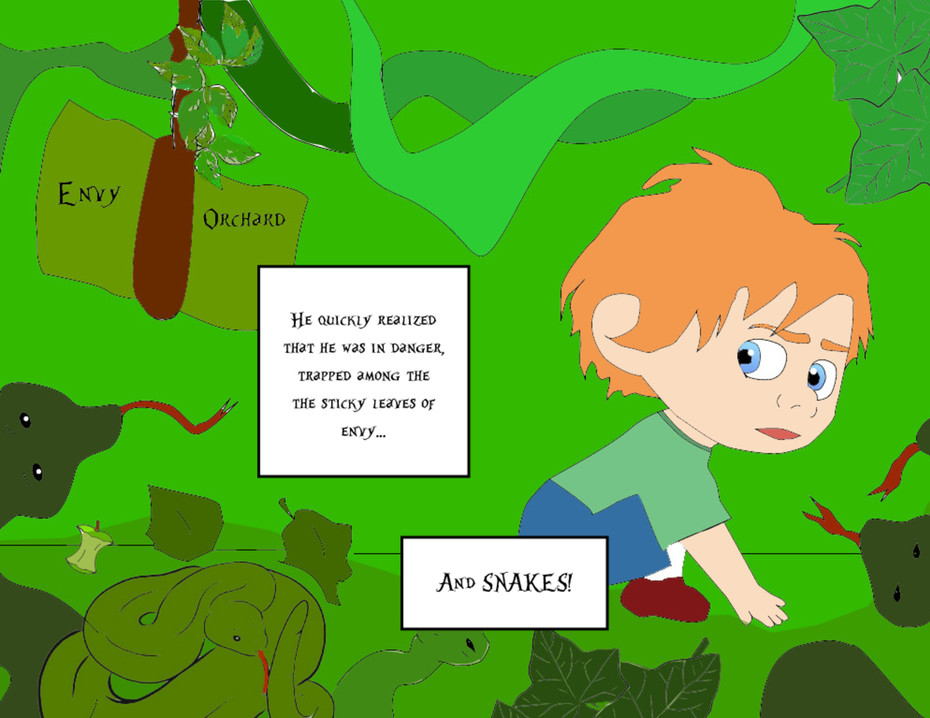 Envy
Orchard
He quickly realized
that he was in danger,
trapped among the
the sticky leaves of
envy...
And SNAKES!